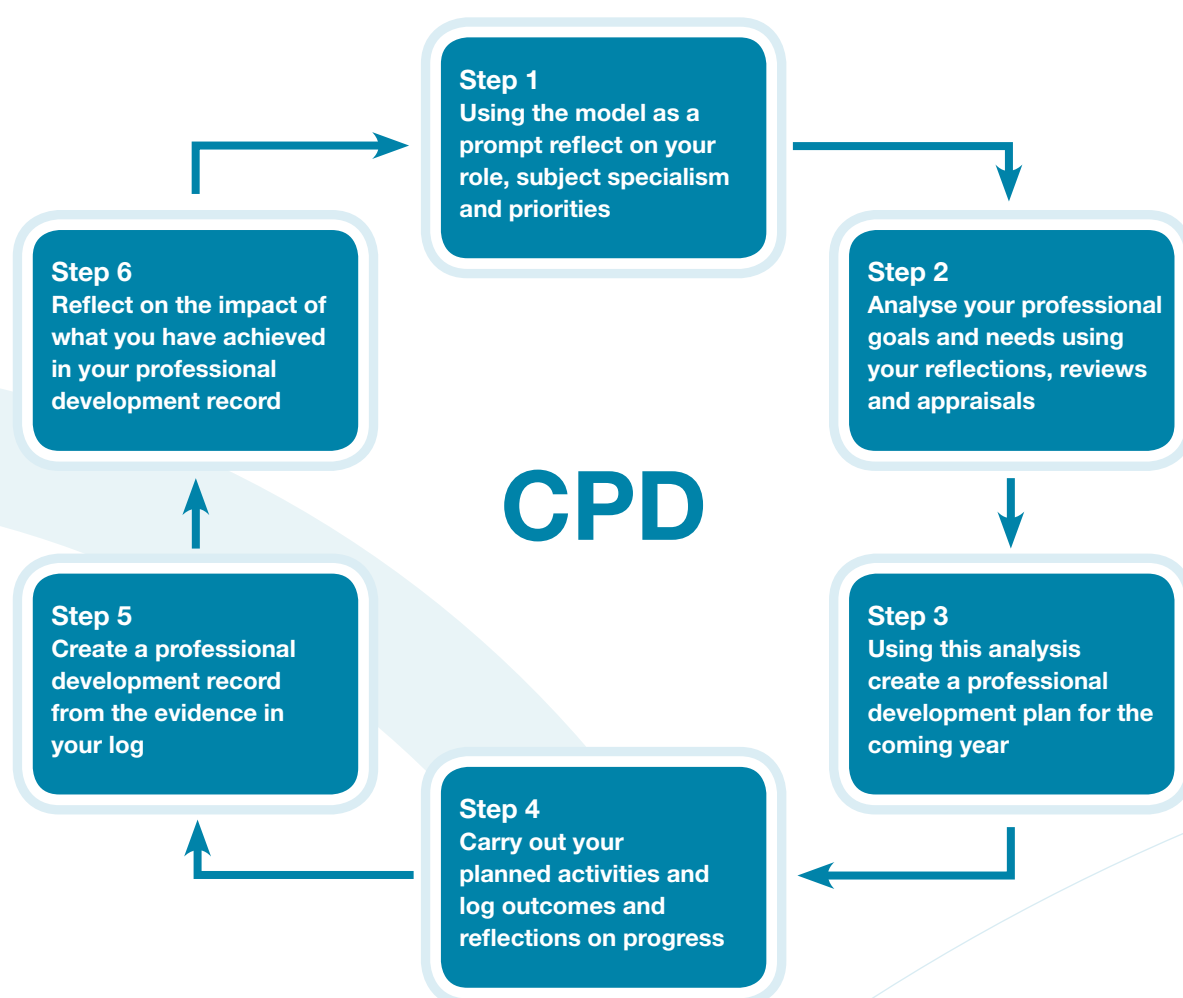 Step 1
Using the model as a
prompt reflect on your
role, subject specialism
and priorities
Step 2
Analyse your professional
goals and needs using
your reflections, reviews
and appraisals
Step 3
Using this analysis
create a professional
development plan for the
coming year
Step 4
Carry out your
planned activities and
log outcomes and
reflections on progress
Step 5
Create a professional
development record
from the evidence in
your log
Step 6
Reflect on the impact of
what you have achieved
in your professional
development record
CPD